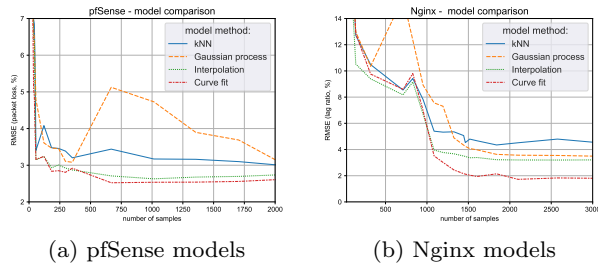 pfSense - model comparison
7
6
5
4
3
2
RMSE (packet loss, %)
model method:
kNN
Gaussian process
Interpolation
Curve fit
0 250 500 750 1000 1250 1500 1750 2000
number of samples
(a) pfSense models
Nginx -  model comparison
14
12
10
8
6
4
2
0
RMSE (lag ratio, %)
model method:
kNN
Gaussian process
Interpolation
Curve fit
0 500 1000 1500 2000 2500 3000
number of samples
(b) Nginx models